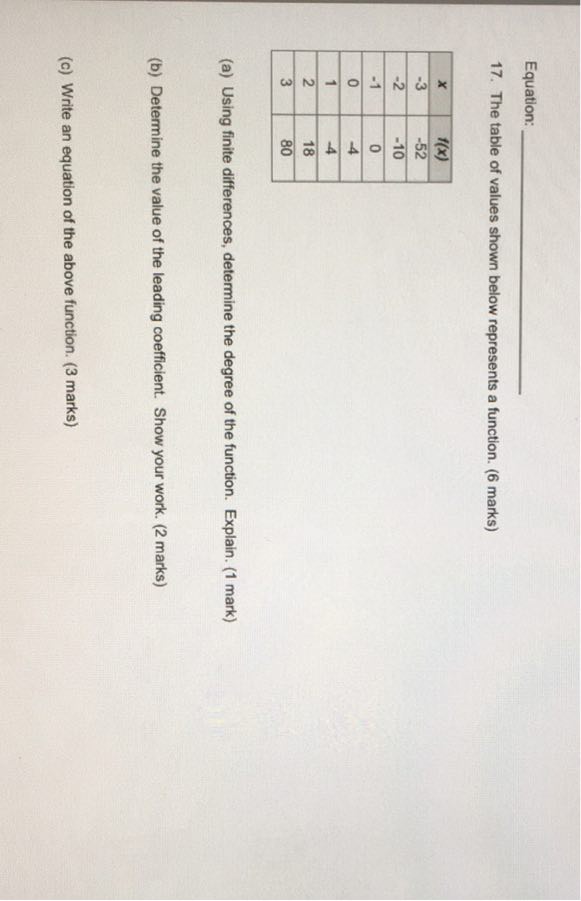 Equation:
17. The table of values shown below represents a function. (6 marks)
x f(x)
-3 -52
-2 -10
-1 0
0 -4
1 -4
2 18
3 80
(a) Using finite differences, determine the degree of the function. Explain. (1 mark)
(b) Determine the value of the leading coefficient. Show your work. (2 marks)
(c) Write an equation of the above function. (3 marks)